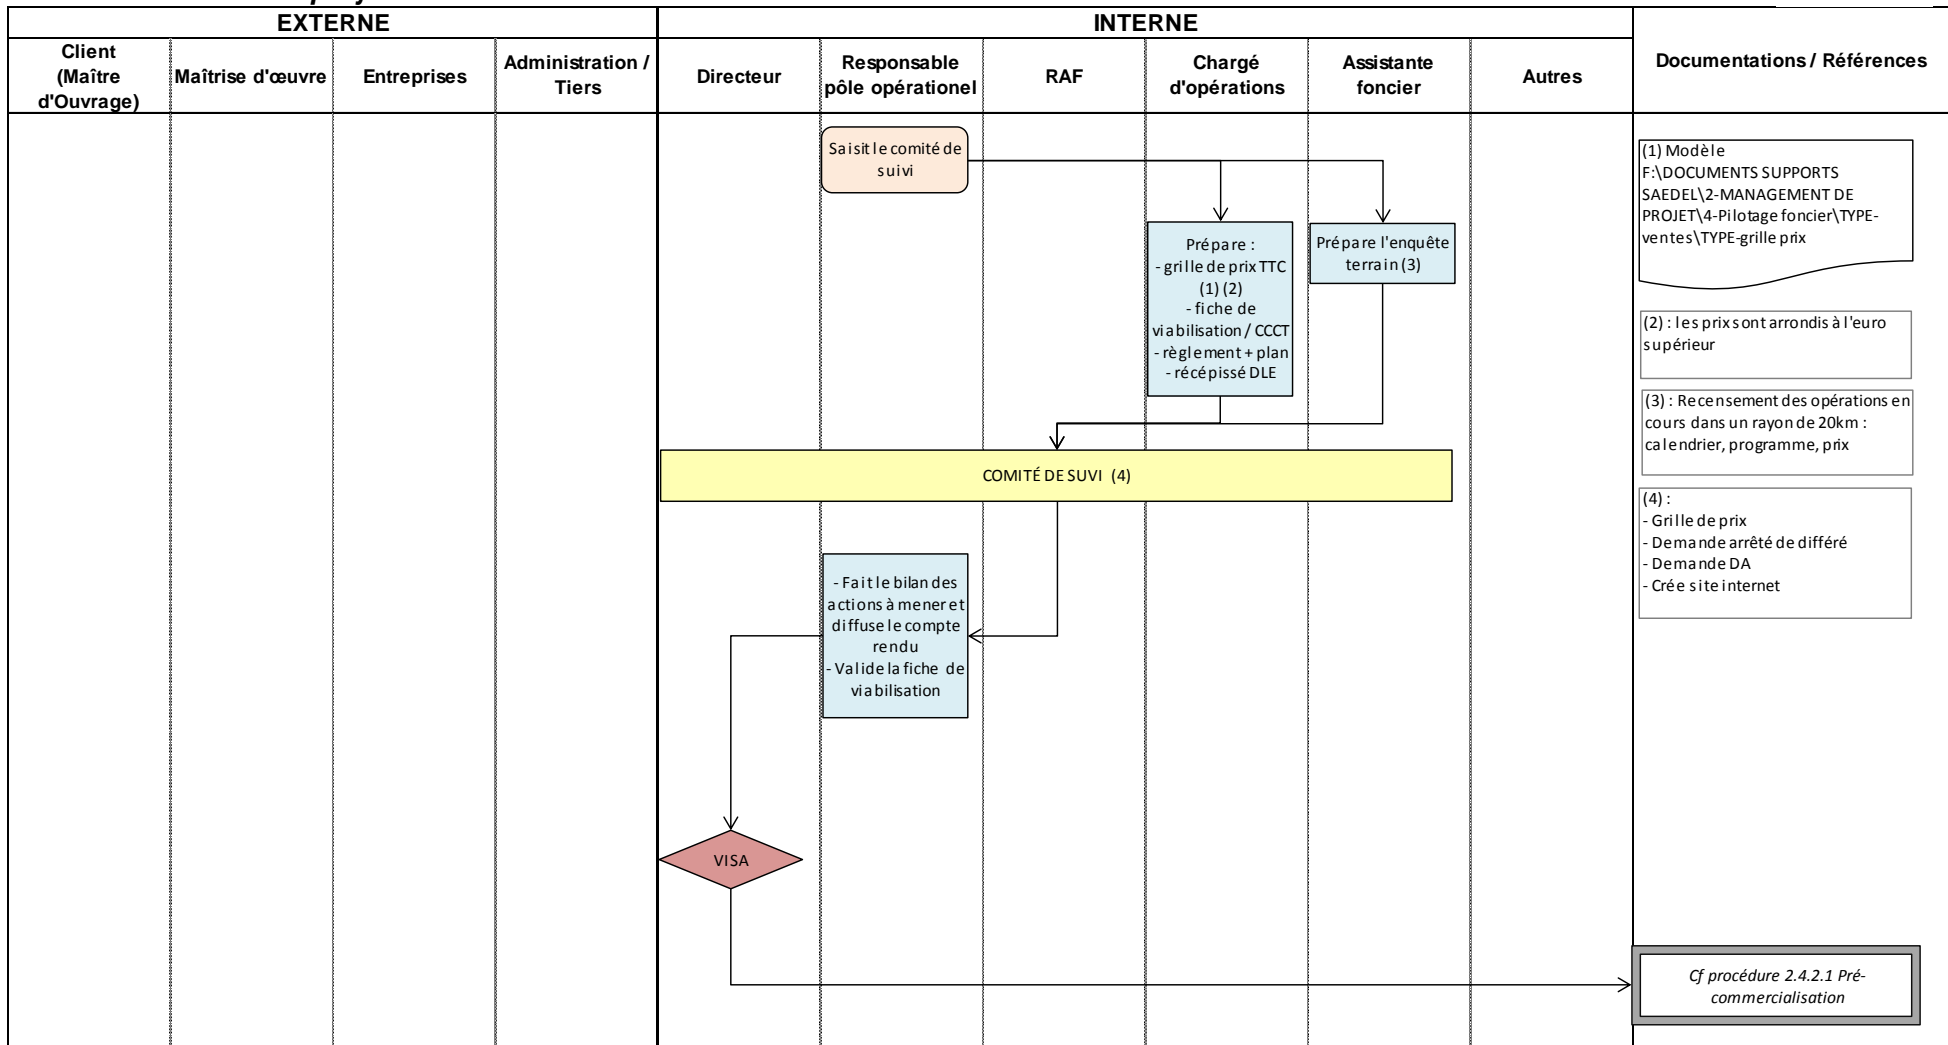 EXTERNE
INTERNE
Client
(Maître
d'Ouvrage)
Maîtrise d'œuvre
Entreprises
Administration /
Tiers
Directeur
Responsable
pôle opérationel
RAF
Chargé
d'opérations
Assistante
foncier
Autres
Documentations / Références
Saisit le comité de
suivi
Prépare :
- grille de prix TTC
(1) (2)
- fiche de
viabilisation / CCCT
- règlement + plan
- récépissé DLE
Prépare l'enquête
terrain (3)
(1) Modèle
F:\DOCUMENTS SUPPORTS
SAEDEL\2-MANAGEMENT DE
PROJET\4-Pilotage foncier\TYPE-
ventes\TYPE-grille prix
(2) : les prix sont arrondis à l'euro
supérieur
(3) : Recensement des opérations en
cours dans un rayon de 20km :
calendrier, programme, prix
COMITÉ DE SUVI (4)
(4) :
- Grille de prix
- Demande arrêté de différé
- Demande DA
- Crée site internet
- Fait le bilan des
actions à mener et
diffuse le compte
rendu
- Valide la fiche de
viabilisation
VISA
Cf procédure 2.4.2.1 Pré-
commercialisation